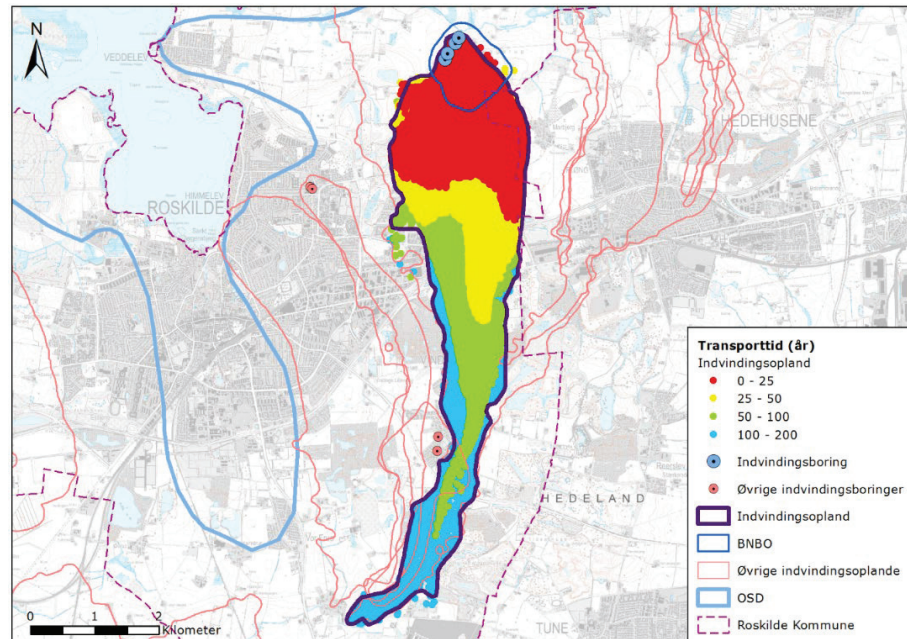 N
VEDDELEV
HIMMELEV
ROSKILDE
HEDEHUSENE
HEDELAND
TUNE
0 1 2
Kilometer
Transporttid (år)
Indvindingsopland
0 - 25
25 - 50
50 - 100
100 - 200
Indvindingsboring
Øvrige indvindingsboringer
Indvindingsopland
BNBO
Øvrige indvindingsoplande
OSD
Roskilde Kommune